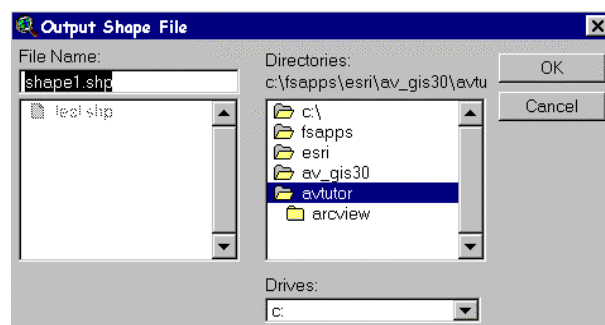 Output Shape File
File Name:
shape1.shp
test.shp
Directories:
c:\fsapps\esri\av_gis30\avtu
c:\
fsapps
esri
av_gis30
avtutor
arcview
Drives:
c:
OK
Cancel